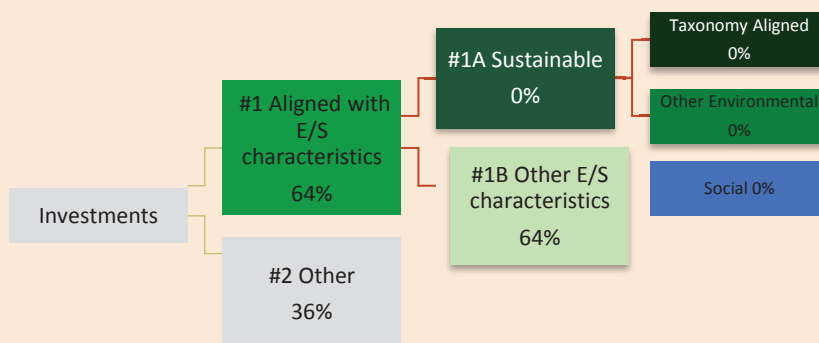 Investments
#1 Aligned with
E/S
characteristics
64%
#2 Other
36%
#1A Sustainable
0%
#1B Other E/S
characteristics
64%
Taxonomy Aligned
0%
Other Environmental
0%
Social 0%